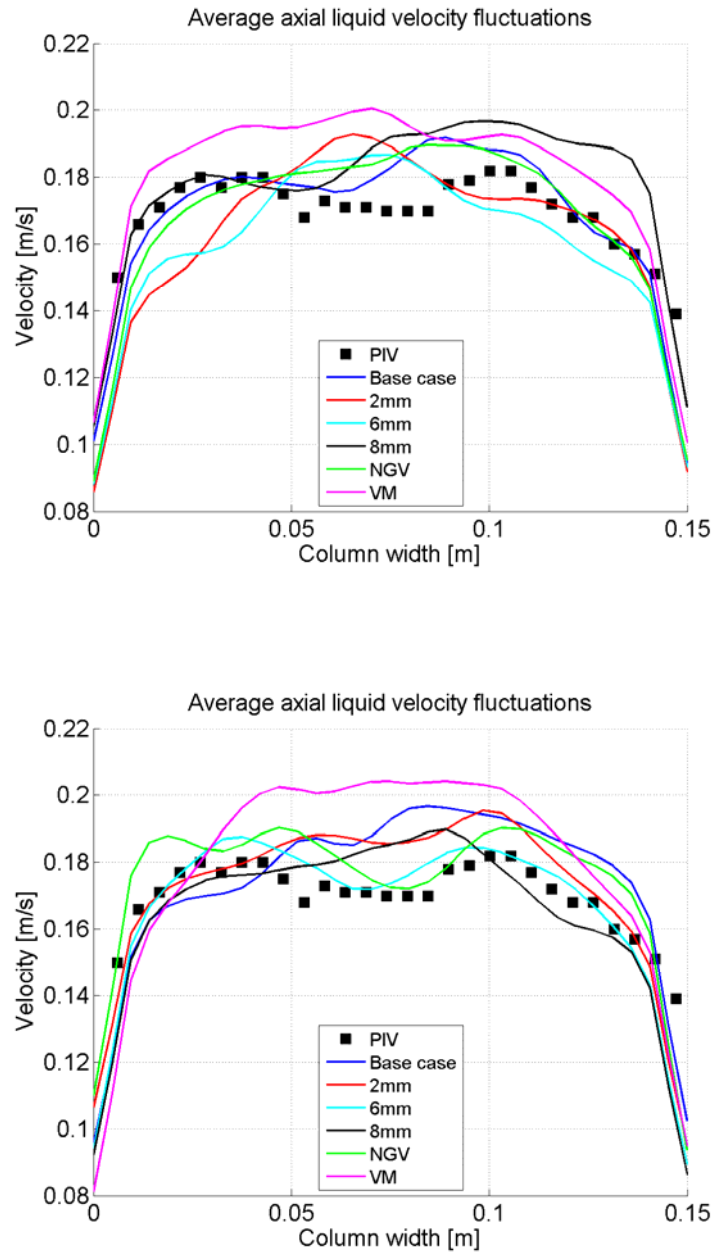 Average axial liquid velocity fluctuations
0.22
0.2
0.18
0.16
0.14
0.12
0.1
0.08
Velocity [m/s]
PIV
Base case
2mm
6mm
8mm
NGV
VM
0
0.05
0.1
0.15
Column width [m]
Average axial liquid velocity fluctuations
0.22
0.2
0.18
0.16
0.14
0.12
0.1
0.08
Velocity [m/s]
PIV
Base case
2mm
6mm
8mm
NGV
VM
0
0.05
0.1
0.15
Column width [m]